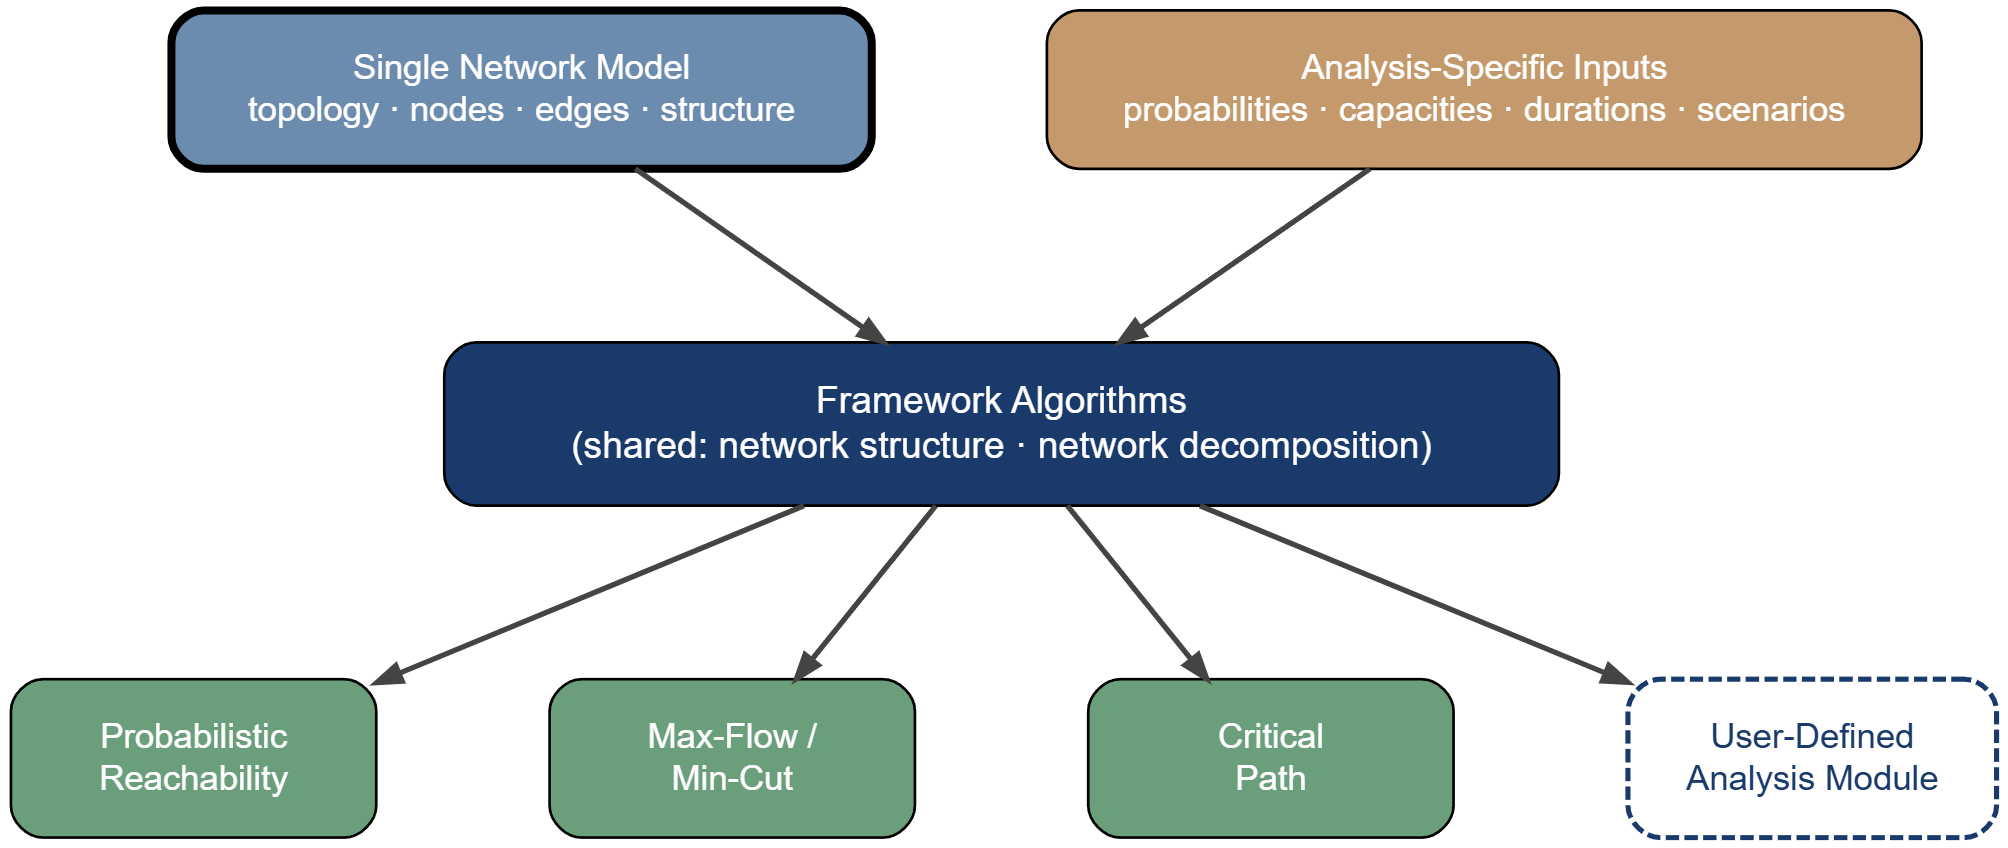 Single Network Model
topology · nodes · edges · structure
Analysis-Specific Inputs
probabilities · capacities · durations · scenarios
Framework Algorithms
(shared: network structure · network decomposition)
Probabilistic
Reachability
Max-Flow /
Min-Cut
Critical
Path
User-Defined
Analysis Module